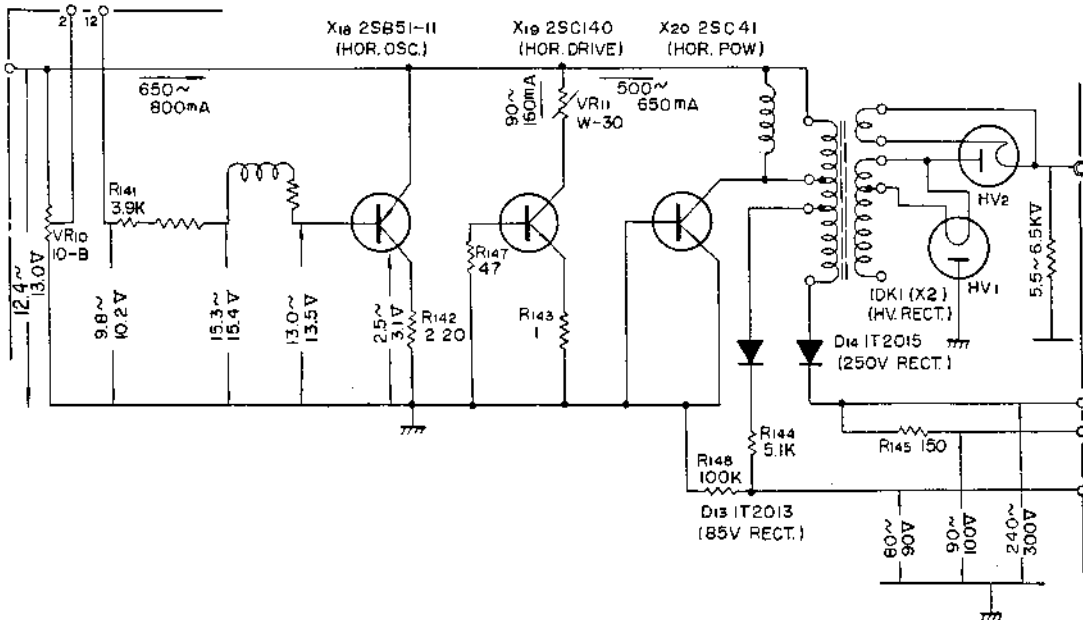 2 12
X18 2SB51-11
(HOR. OSC.)
X19 2SC140
(HOR. DRIVE)
X20 2SC41
(HOR. POW)
650~
800mA
90~
160mA
VR11
W-30
500~
650mA
R141
3.9K
VR10
10-B
12.4~
13.0V
9.8~
10.2V
15.3~
15.4V
13.0~
13.5V
2.5~
3.1V
R142
2 20
R147
47
R143
1
HV2
HV1
1DK1 (X2)
(HV. RECT.)
5.5~6.5KV
D14 1T2015
(250V RECT.)
R144
5.1K
R145 150
R148
100K
D13 1T2013
(85V RECT.)
80~
90V
90~
100V
240~
300V